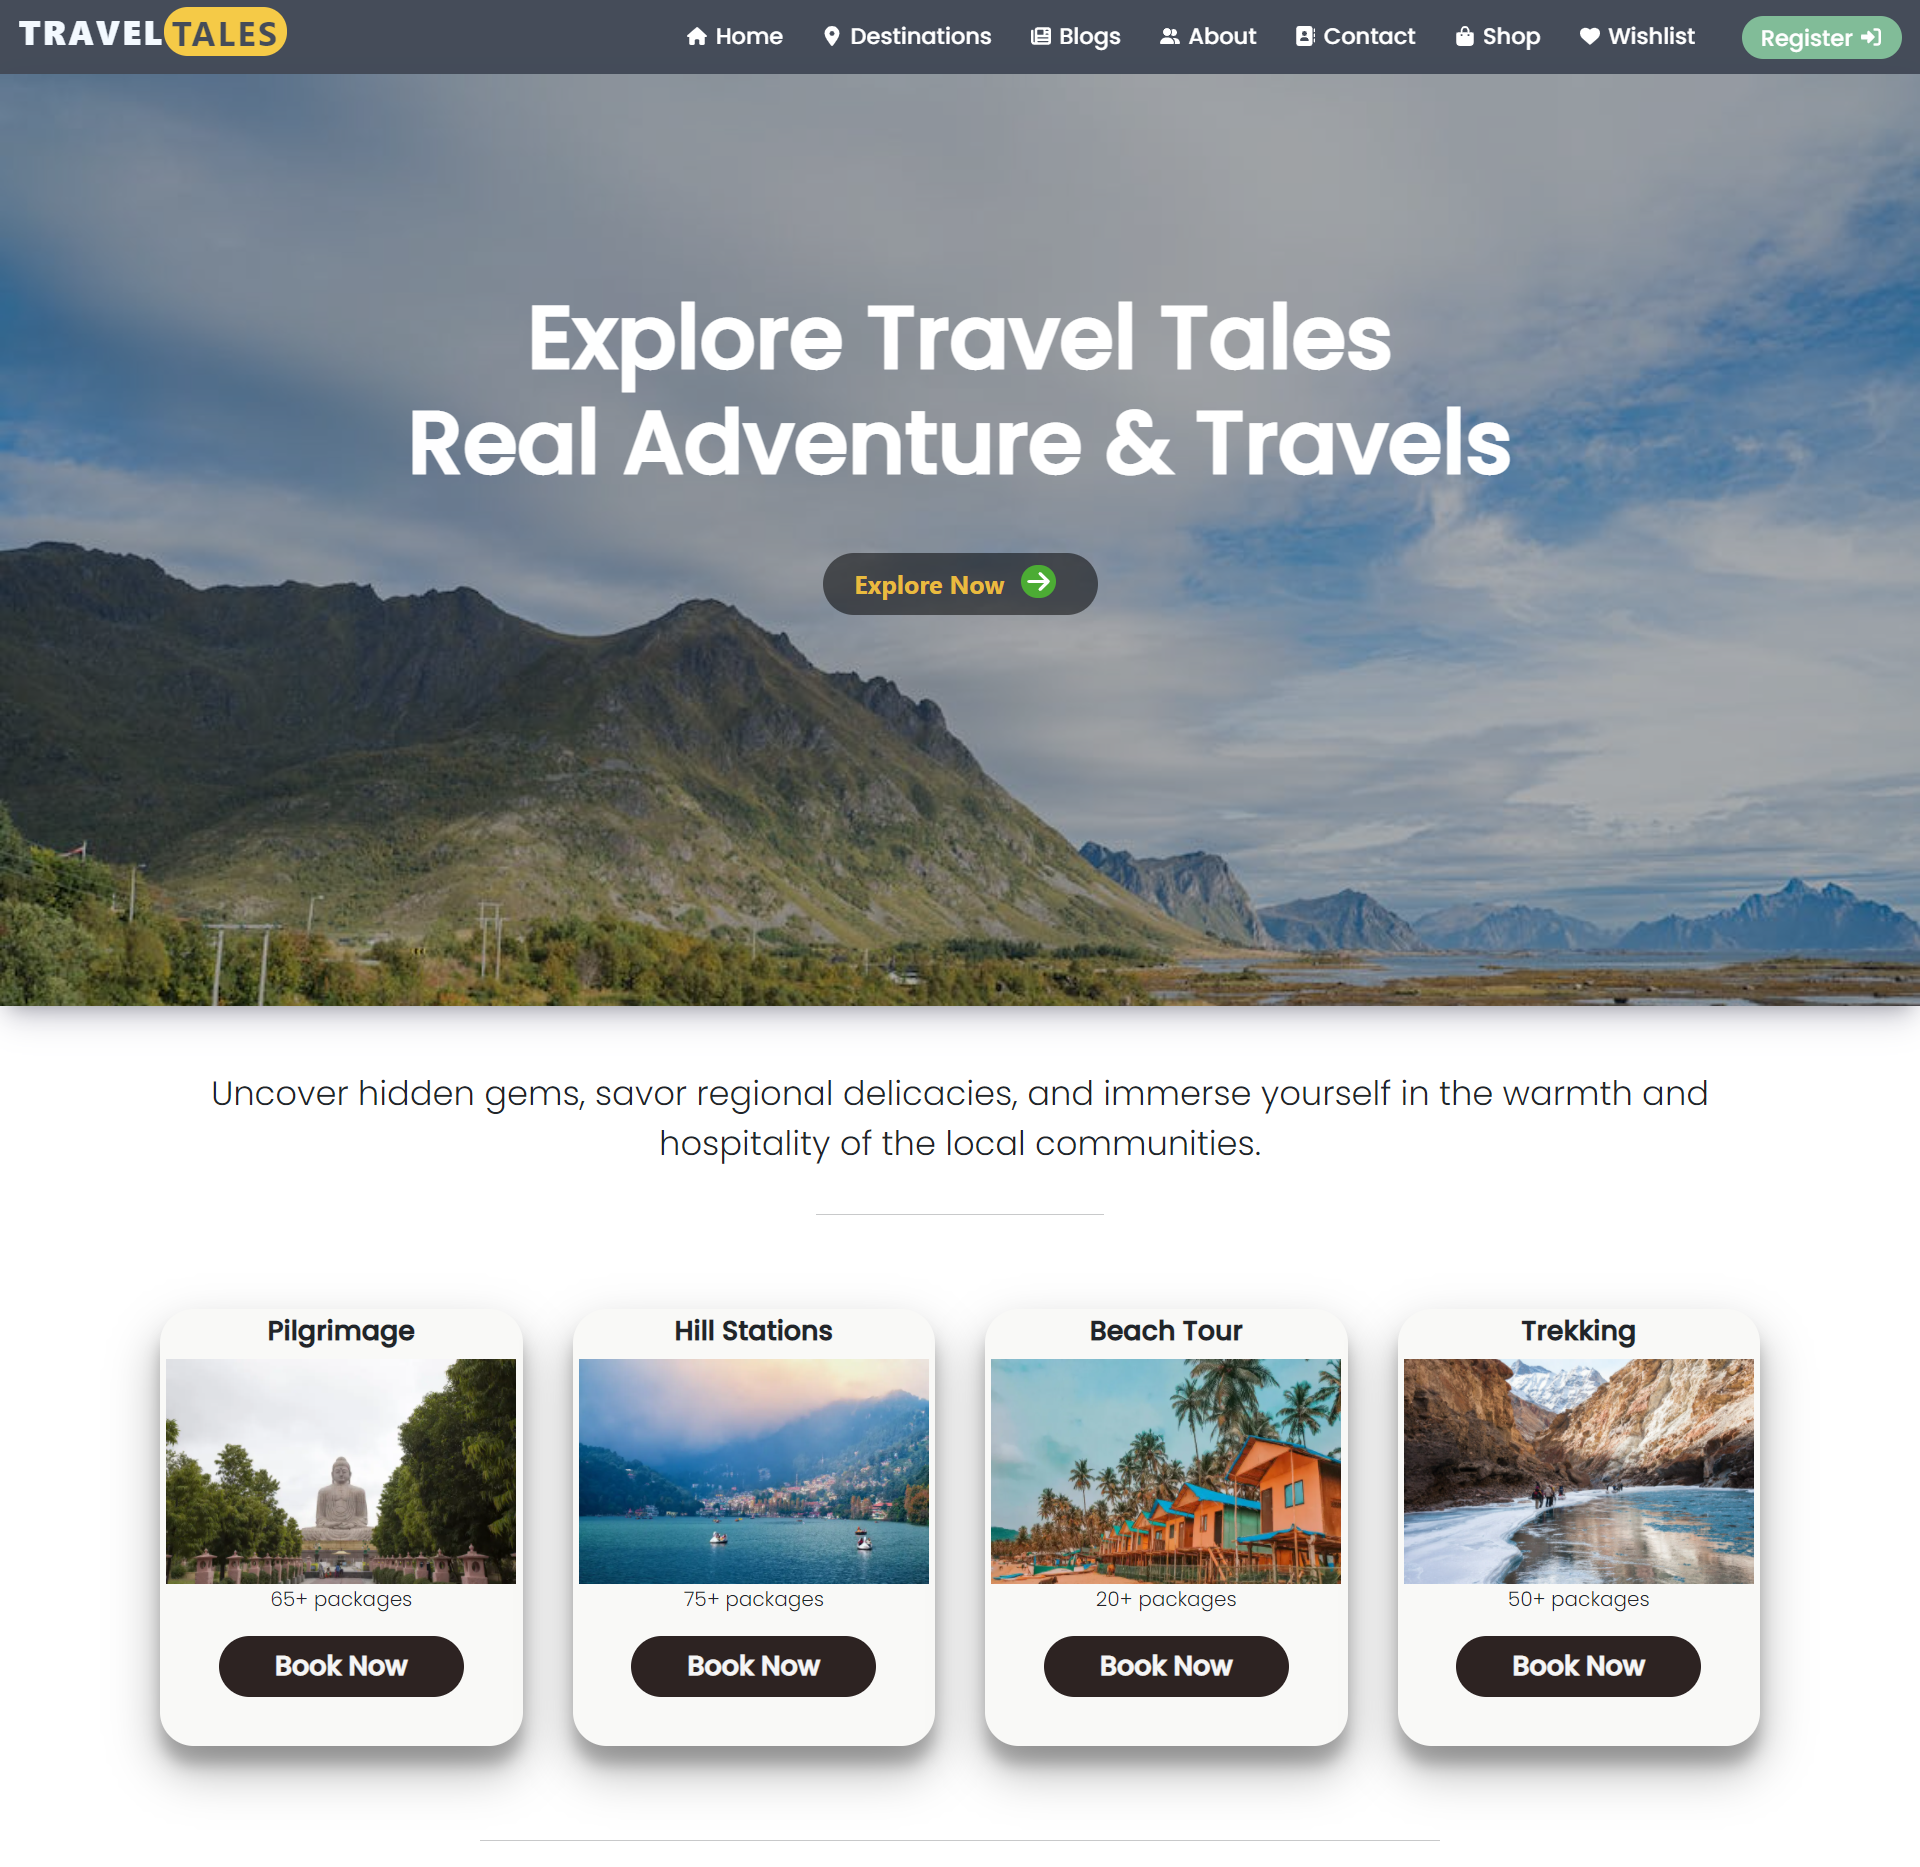 TRAVEL TALES
Home Destinations Blogs About Contact Shop Wishlist Register
Explore Travel Tales
Real Adventure & Travels
Explore Now
Uncover hidden gems, savor regional delicacies, and immerse yourself in the warmth and
hospitality of the local communities.
Pilgrimage
65+ packages
Book Now
Hill Stations
75+ packages
Book Now
Beach Tour
20+ packages
Book Now
Trekking
50+ packages
Book Now